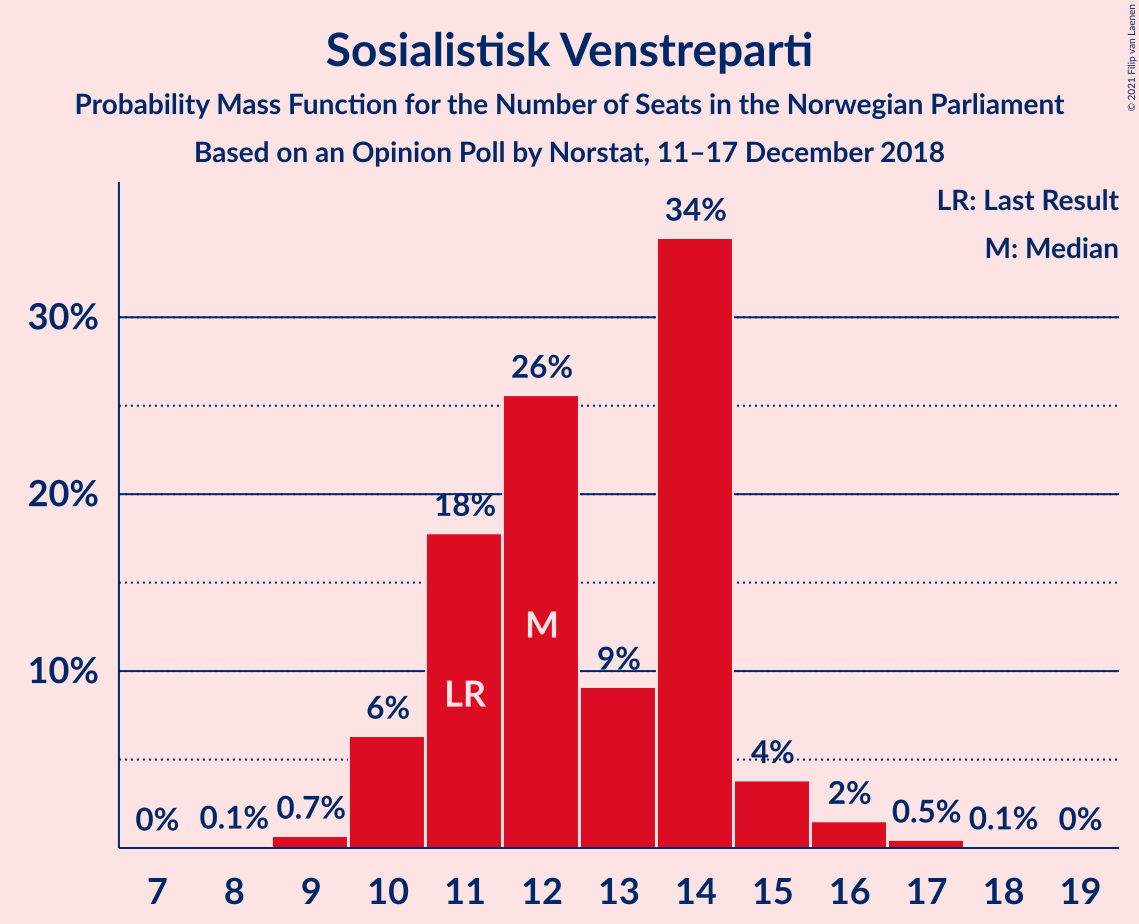 Sosialistisk Venstreparti
Probability Mass Function for the Number of Seats in the Norwegian Parliament
Based on an Opinion Poll by Norstat, 11–17 December 2018
© 2021 Filip van Laenen
LR: Last Result
M: Median
30%
20%
10%
0%
0.1%
0.7%
6%
18%
26%
9%
34%
4%
2%
0.5%
0.1%
0%
LR
M
7 8 9 10 11 12 13 14 15 16 17 18 19